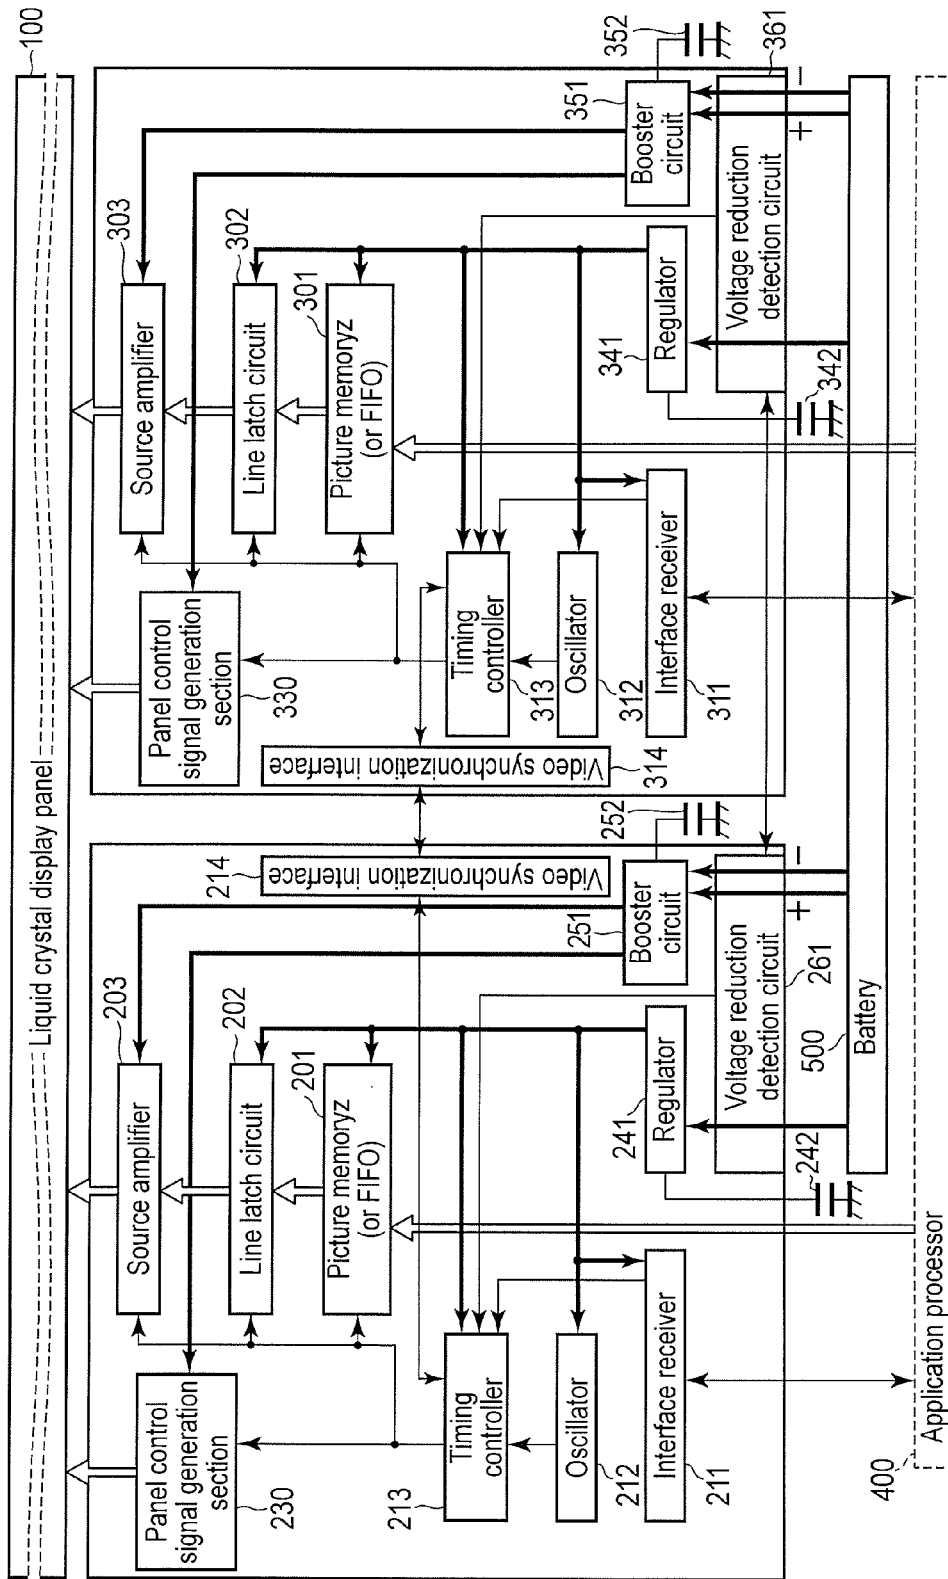 100
Liquid crystal display panel
203
Source amplifier
303
Source amplifier
Panel control
signal generation
section
230
202
Line latch circuit
Panel control
signal generation
section
330
302
Line latch circuit
201
Picture memoryz
(or FIFO)
301
Picture memoryz
(or FIFO)
214
Video synchronization interface
Video synchronization interface
314
Timing
controller
213
Timing
controller
313
Oscillator
212
Oscillator
312
Interface receiver
211
241
Regulator
242
251
Booster
circuit
252
Interface receiver
311
341
Regulator
342
351
Booster
circuit
352
Voltage reduction
detection circuit
261
+
−
Voltage reduction
detection circuit
361
+
−
500
Battery
400
Application processor